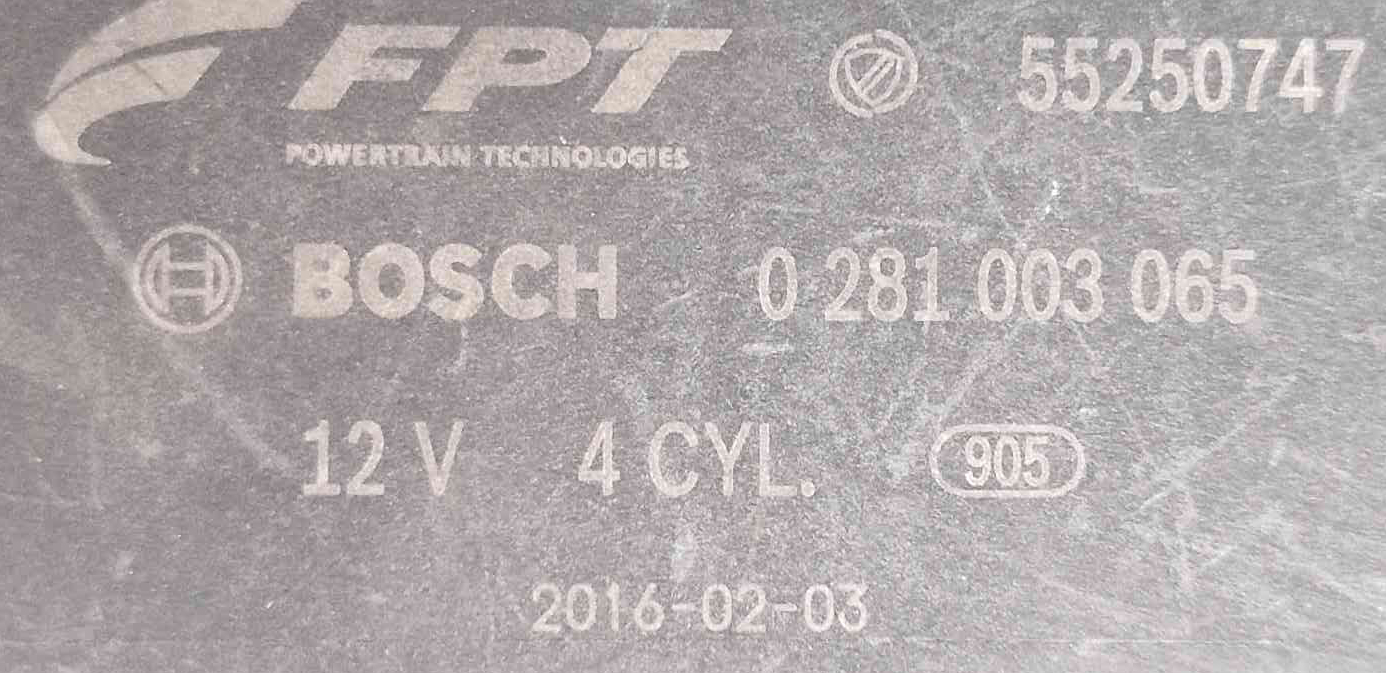 FPT 55250747
POWERTRAIN TECHNOLOGIES
BOSCH 0 281 003 065
12 V 4 CYL. 905
2016-02-03